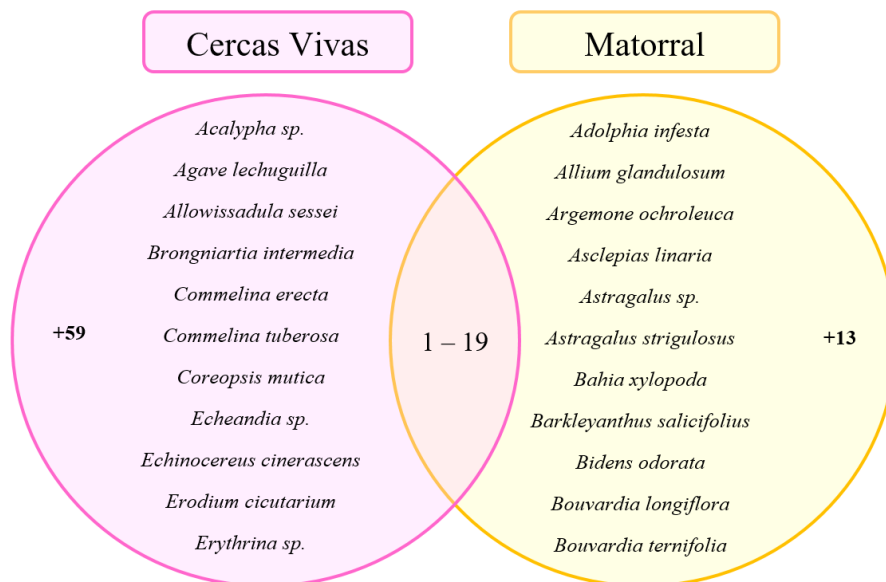 Cercas Vivas
Matorral
Acalypha sp.
Agave lechuguilla
Allowissadula sessei
Brongniartia intermedia
Commelina erecta
Commelina tuberosa
Coreopsis mutica
Echeandia sp.
Echinocereus cinerascens
Erodium cicutarium
Erythrina sp.
+59
1 – 19
Adolphia infesta
Allium glandulosum
Argemone ochroleuca
Asclepias linaria
Astragalus sp.
Astragalus strigulosus
Bahia xylopoda
Barkleyanthus salicifolius
Bidens odorata
Bouvardia longiflora
Bouvardia ternifolia
+13